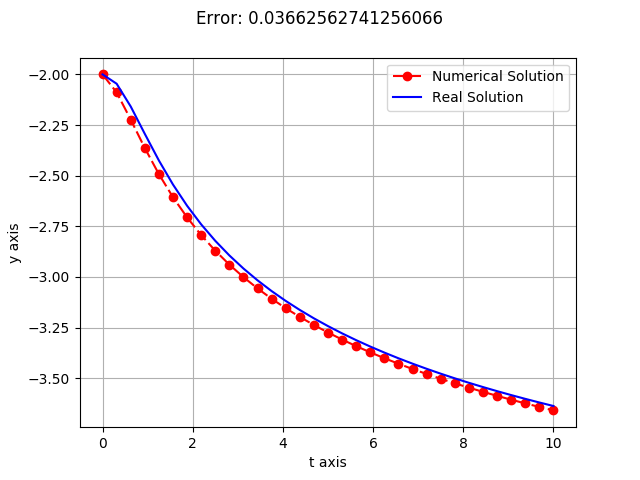 Error: 0.03662562741256066
Numerical Solution
Real Solution
−2.00
−2.25
−2.50
−2.75
−3.00
−3.25
−3.50
y axis
0 2 4 6 8 10
t axis